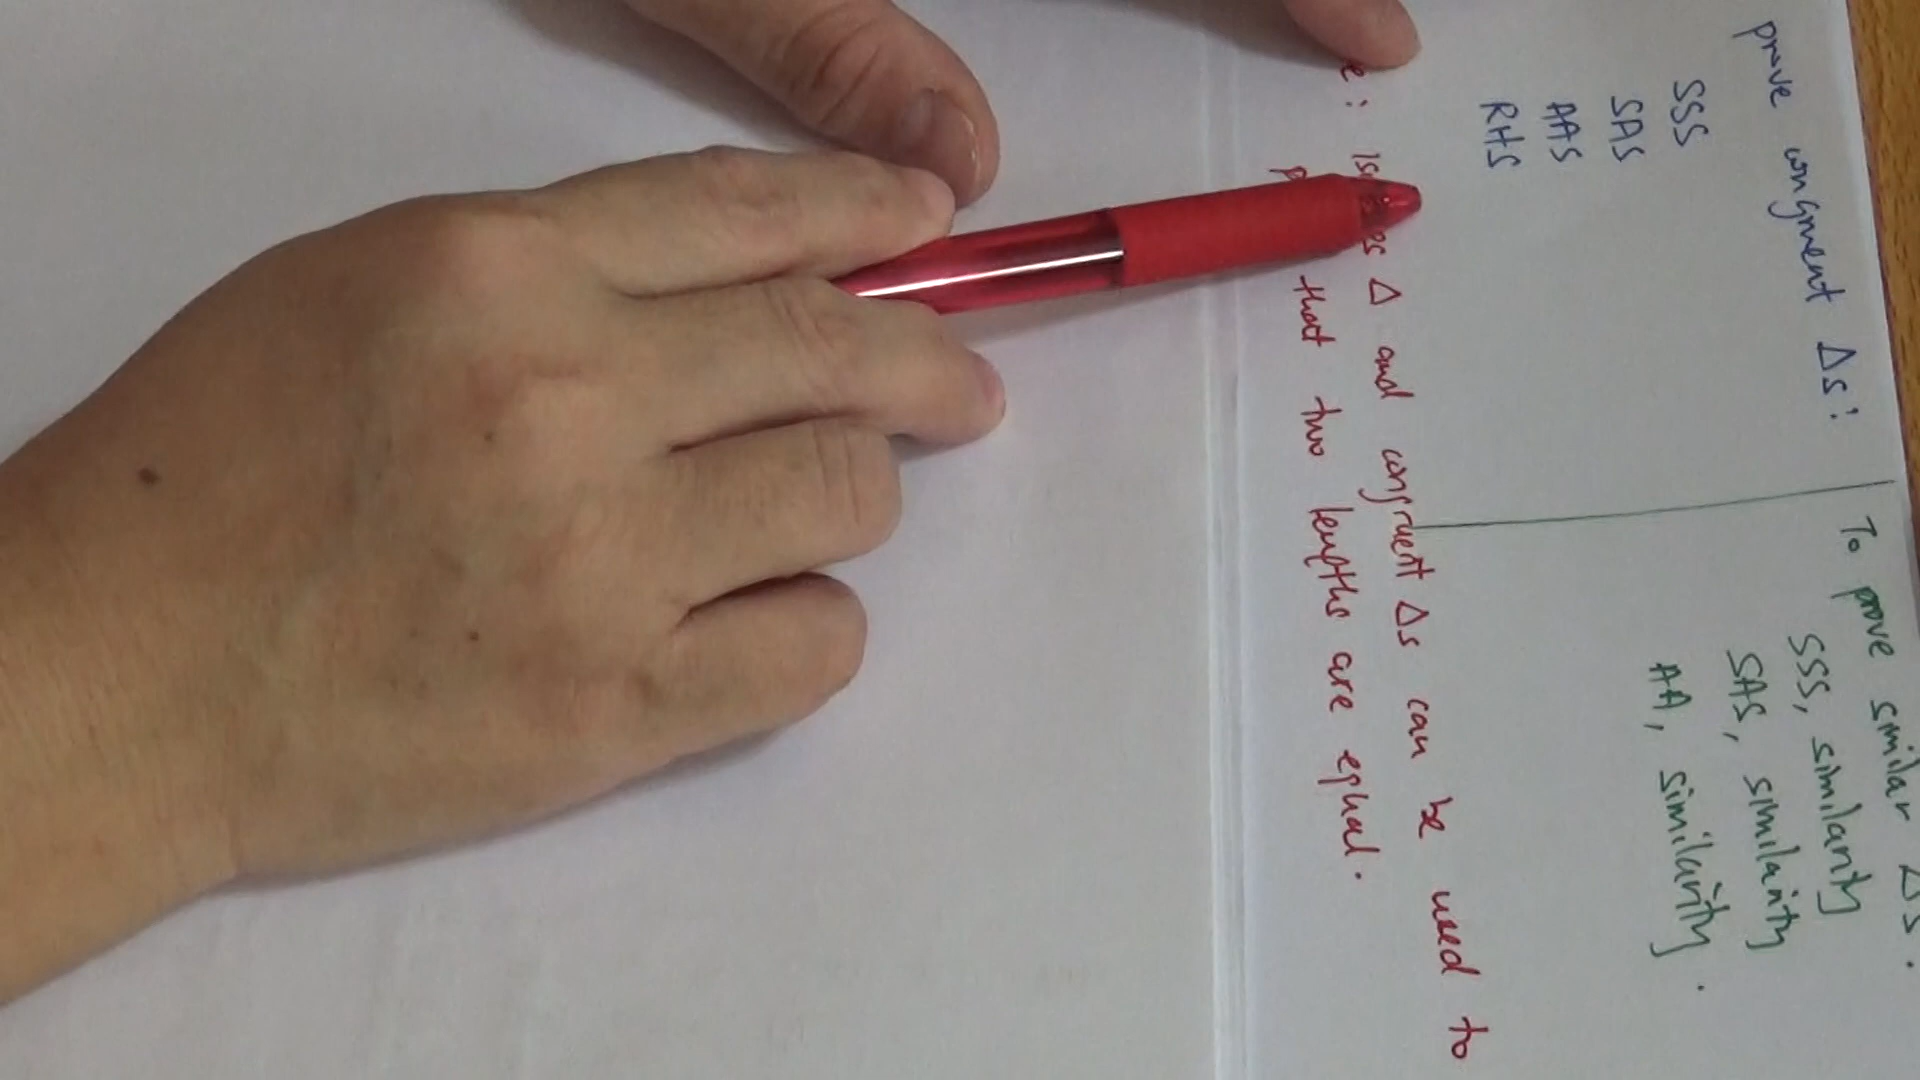 prove congruent Δs:
SSS
SAS
AAS
RHS
To prove similar Δs.
SSS, similarity
SAS, similarity
AA, similarity.
Δ and congruent Δs can be used to
that two lengths are equal.